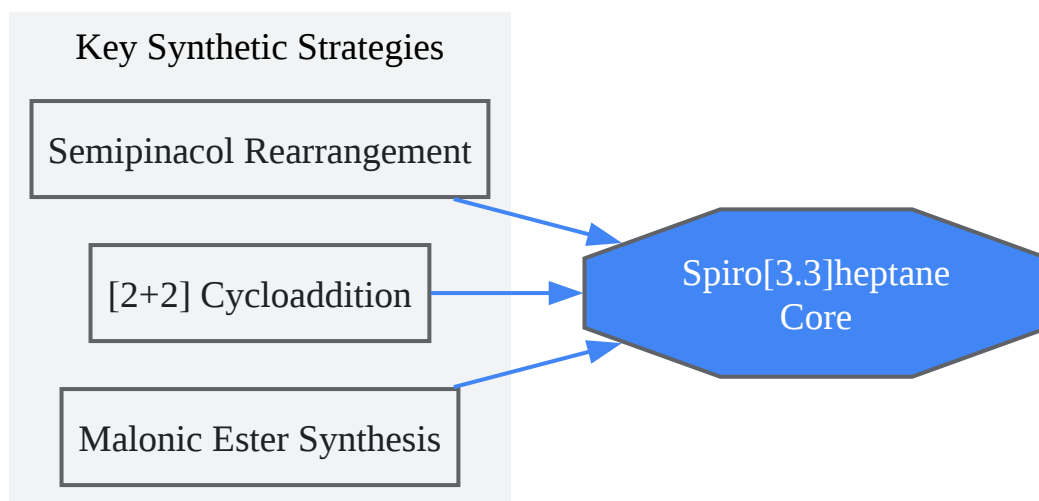 Key Synthetic Strategies
Semipinacol Rearrangement
[2+2] Cycloaddition
Malonic Ester Synthesis
Spiro[3.3]heptane
Core